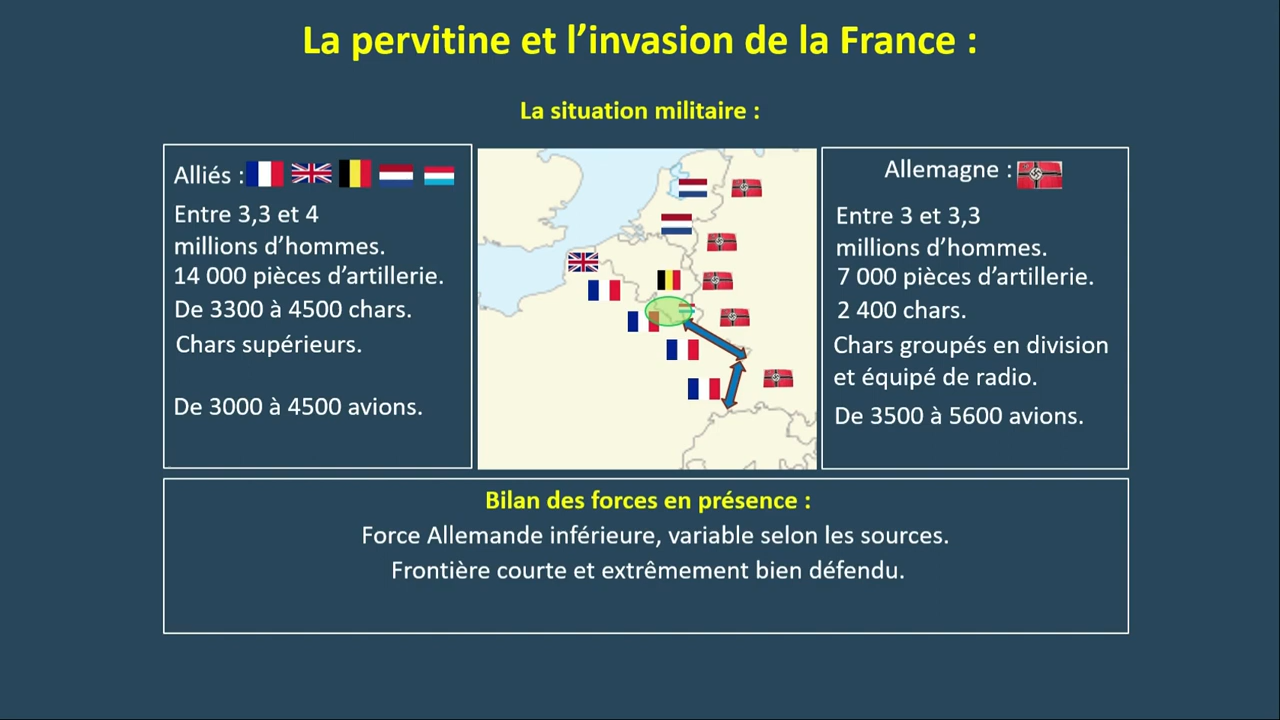 La pervitine et l’invasion de la France :
La situation militaire :
Alliés :
Entre 3,3 et 4
millions d’hommes.
14 000 pièces d’artillerie.
De 3300 à 4500 chars.
Chars supérieurs.
De 3000 à 4500 avions.
Allemagne :
Entre 3 et 3,3
millions d’hommes.
7 000 pièces d’artillerie.
2 400 chars.
Chars groupés en division
et équipé de radio.
De 3500 à 5600 avions.
Bilan des forces en présence :
Force Allemande inférieure, variable selon les sources.
Frontière courte et extrêmement bien défendu.